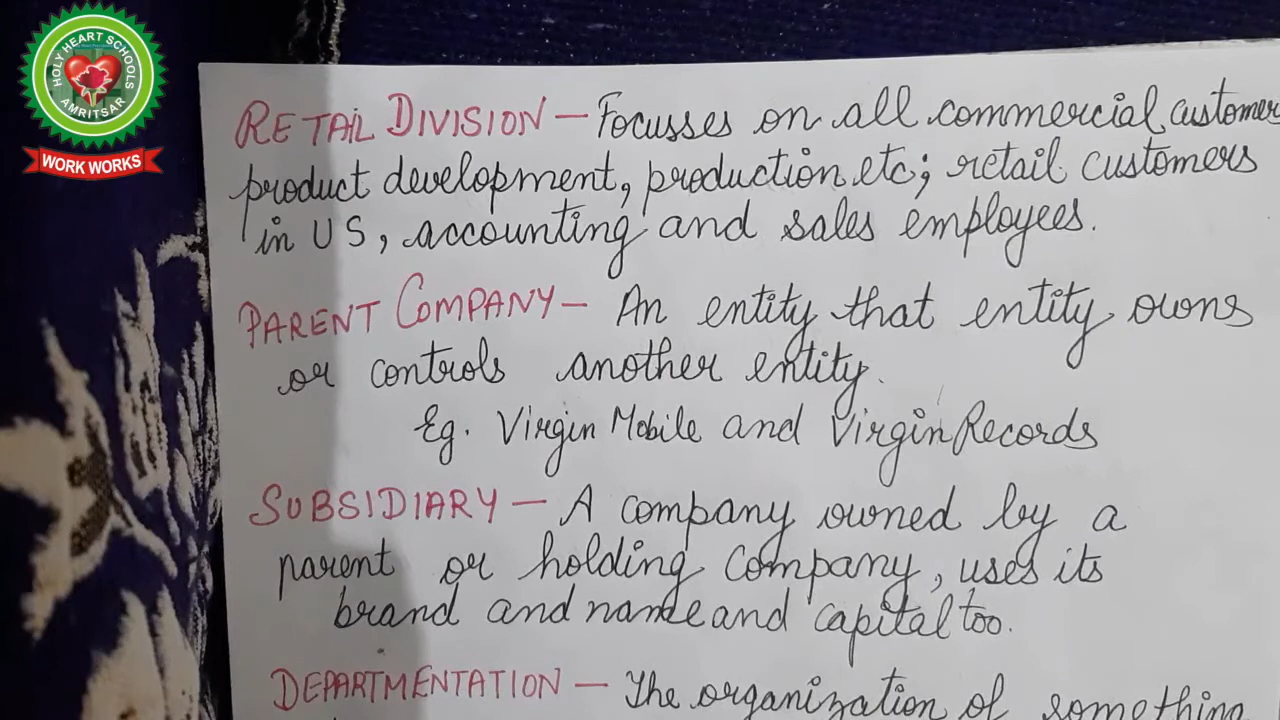 HOLY HEART SCHOOLS
AMRITSAR
WORK WORKS
RETAIL DIVISION – Focusses on all commercial customer
product development, production etc; retail customers
in US, accounting and sales employees.
PARENT COMPANY – An entity that entity owns
or controls another entity.
Eg. Virgin Mobile and Virgin Records
SUBSIDIARY – A company owned by a
parent or holding company, uses its
brand and name and capital too.
DEPARTMENTATION – The organization of something